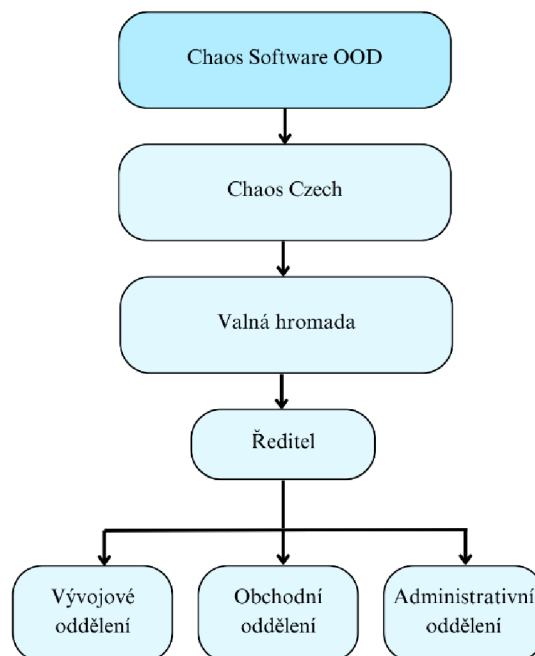 Chaos Software OOD
Chaos Czech
Valná hromada
Ředitel
Vývojové
oddělení
Obchodní
oddělení
Administrativní
oddělení